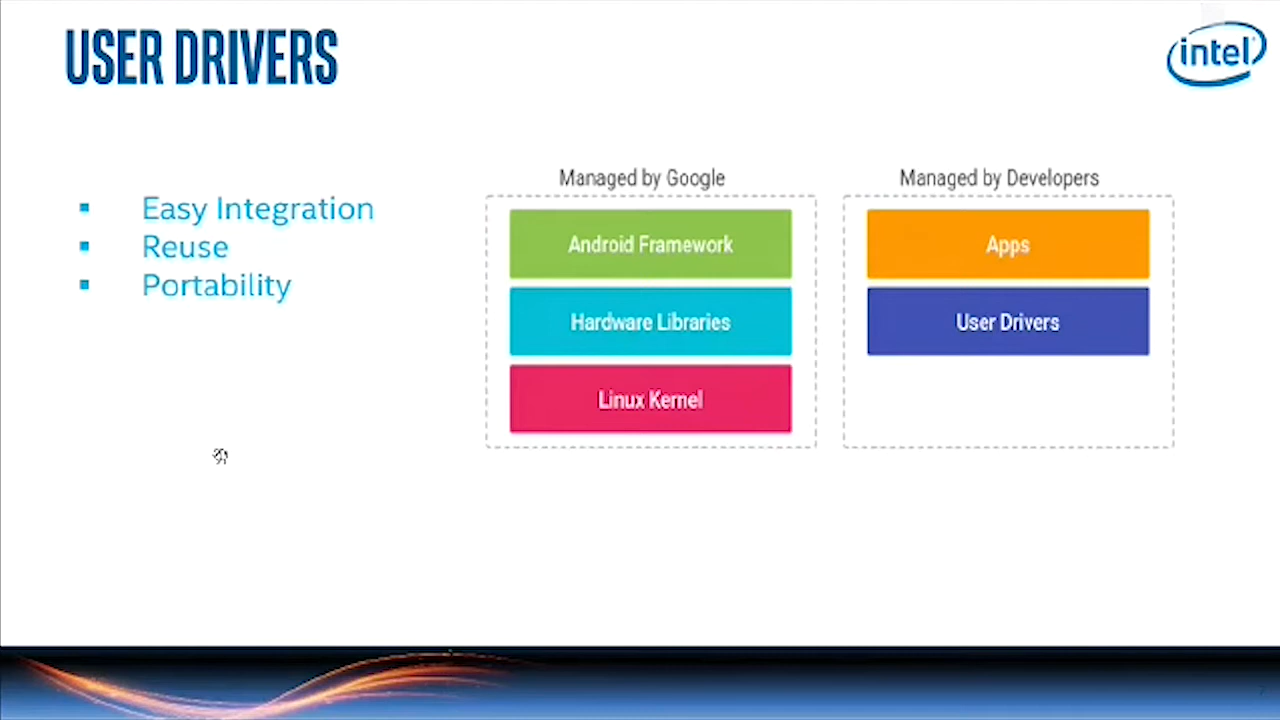 USER DRIVERS
intel
Easy Integration
Reuse
Portability
Managed by Google
Android Framework
Hardware Libraries
Linux Kernel
Managed by Developers
Apps
User Drivers